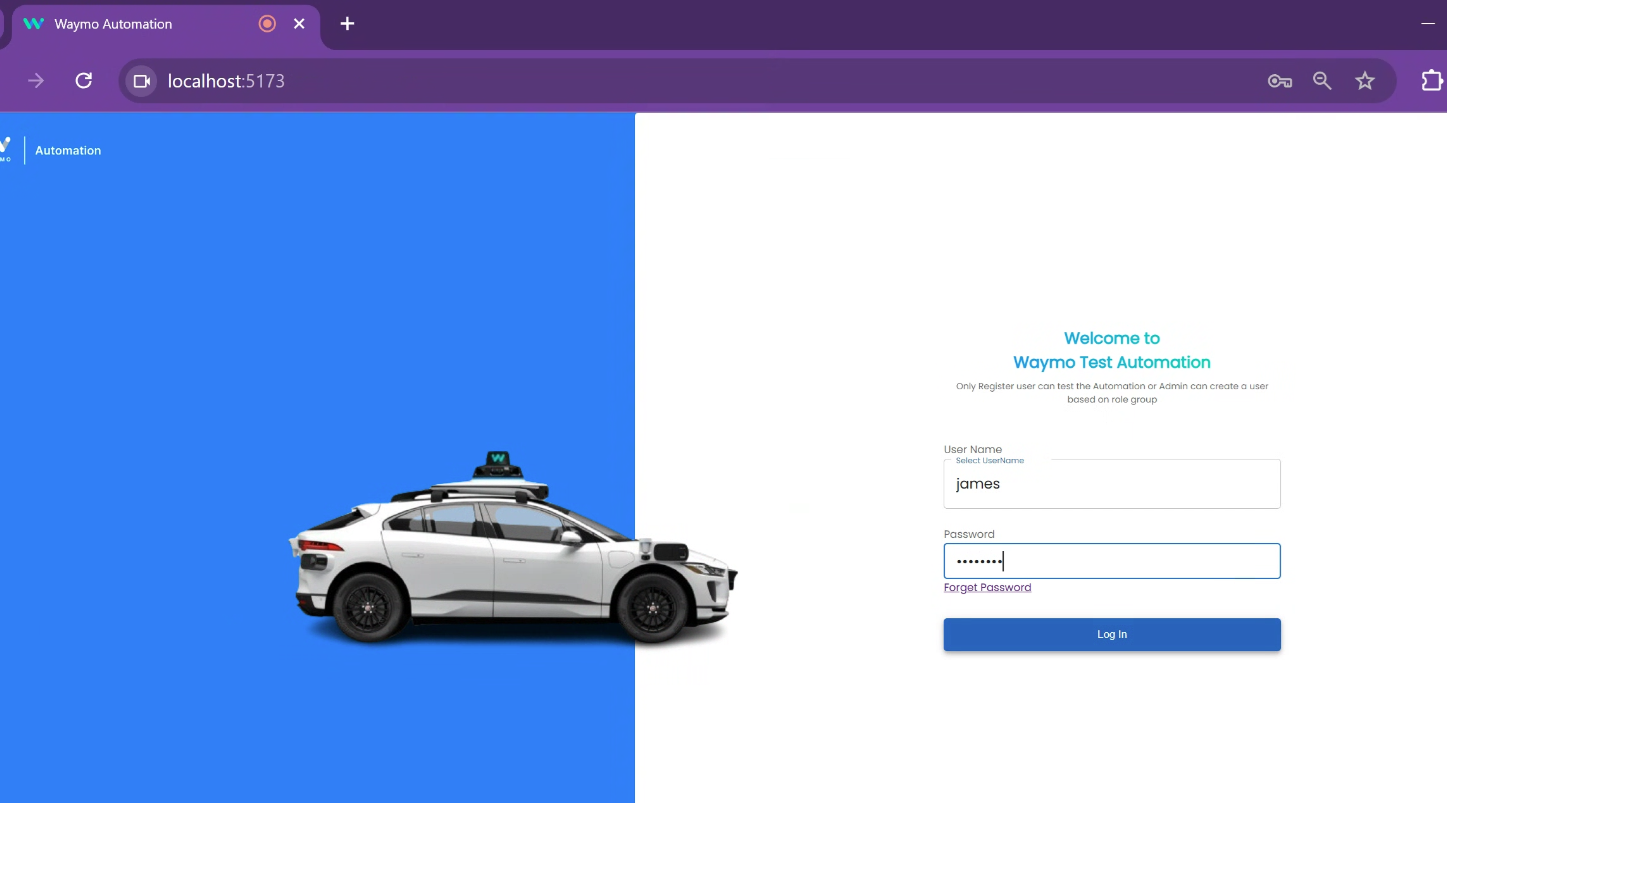 Waymo Automation
localhost:5173
Automation
Welcome to
Waymo Test Automation
Only Register user can test the Automation or Admin can create a user
based on role group
User Name
Select UserName
james
Password
••••••••
Forget Password
Log In